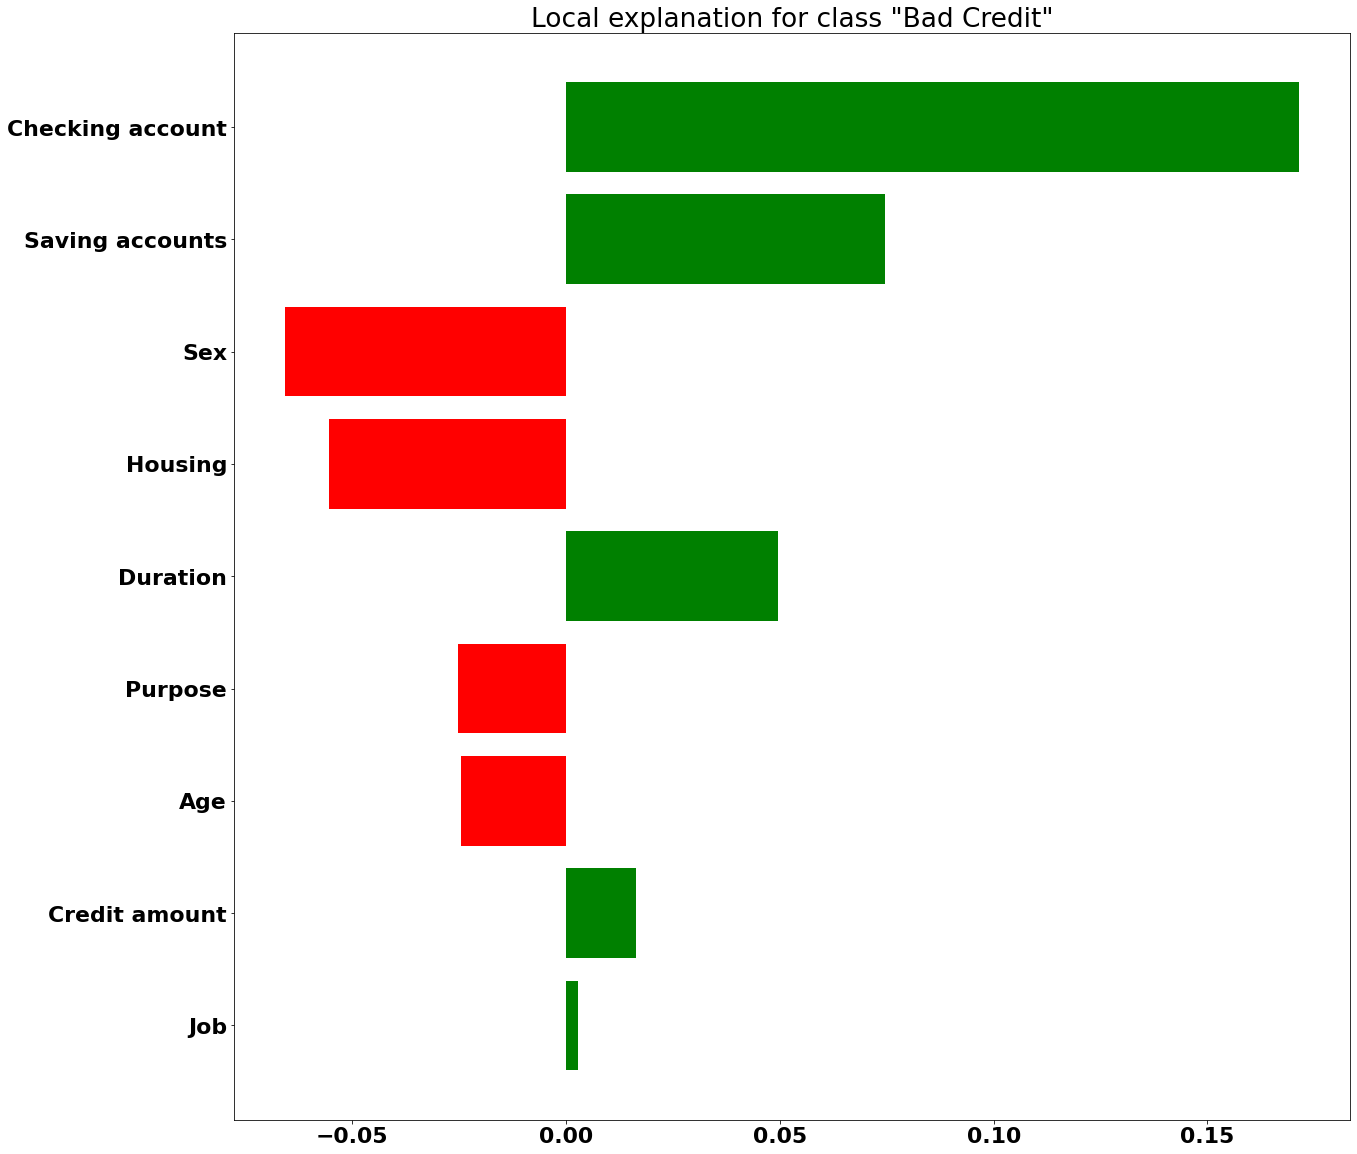 Local explanation for class "Bad Credit"
Checking account
Saving accounts
Sex
Housing
Duration
Purpose
Age
Credit amount
Job
−0.05 0.00 0.05 0.10 0.15